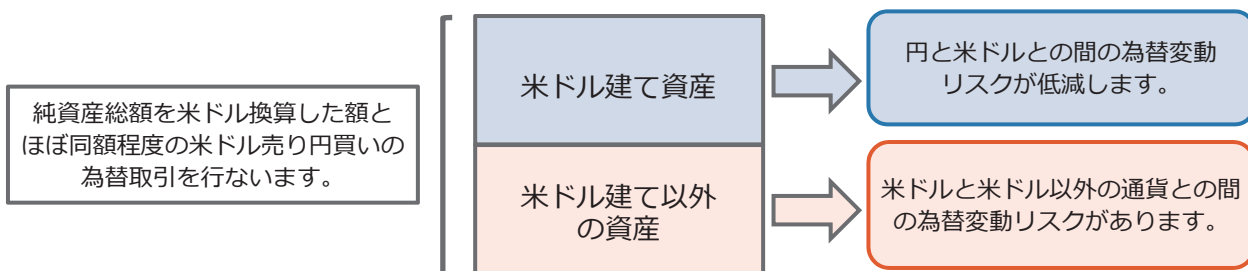 純資産総額を米ドル換算した額と
ほぼ同額程度の米ドル売り円買いの
為替取引を行ないます。
米ドル建て資産
円と米ドルとの間の為替変動
リスクが低減します。
米ドル建て以外
の資産
米ドルと米ドル以外の通貨との間
の為替変動リスクがあります。